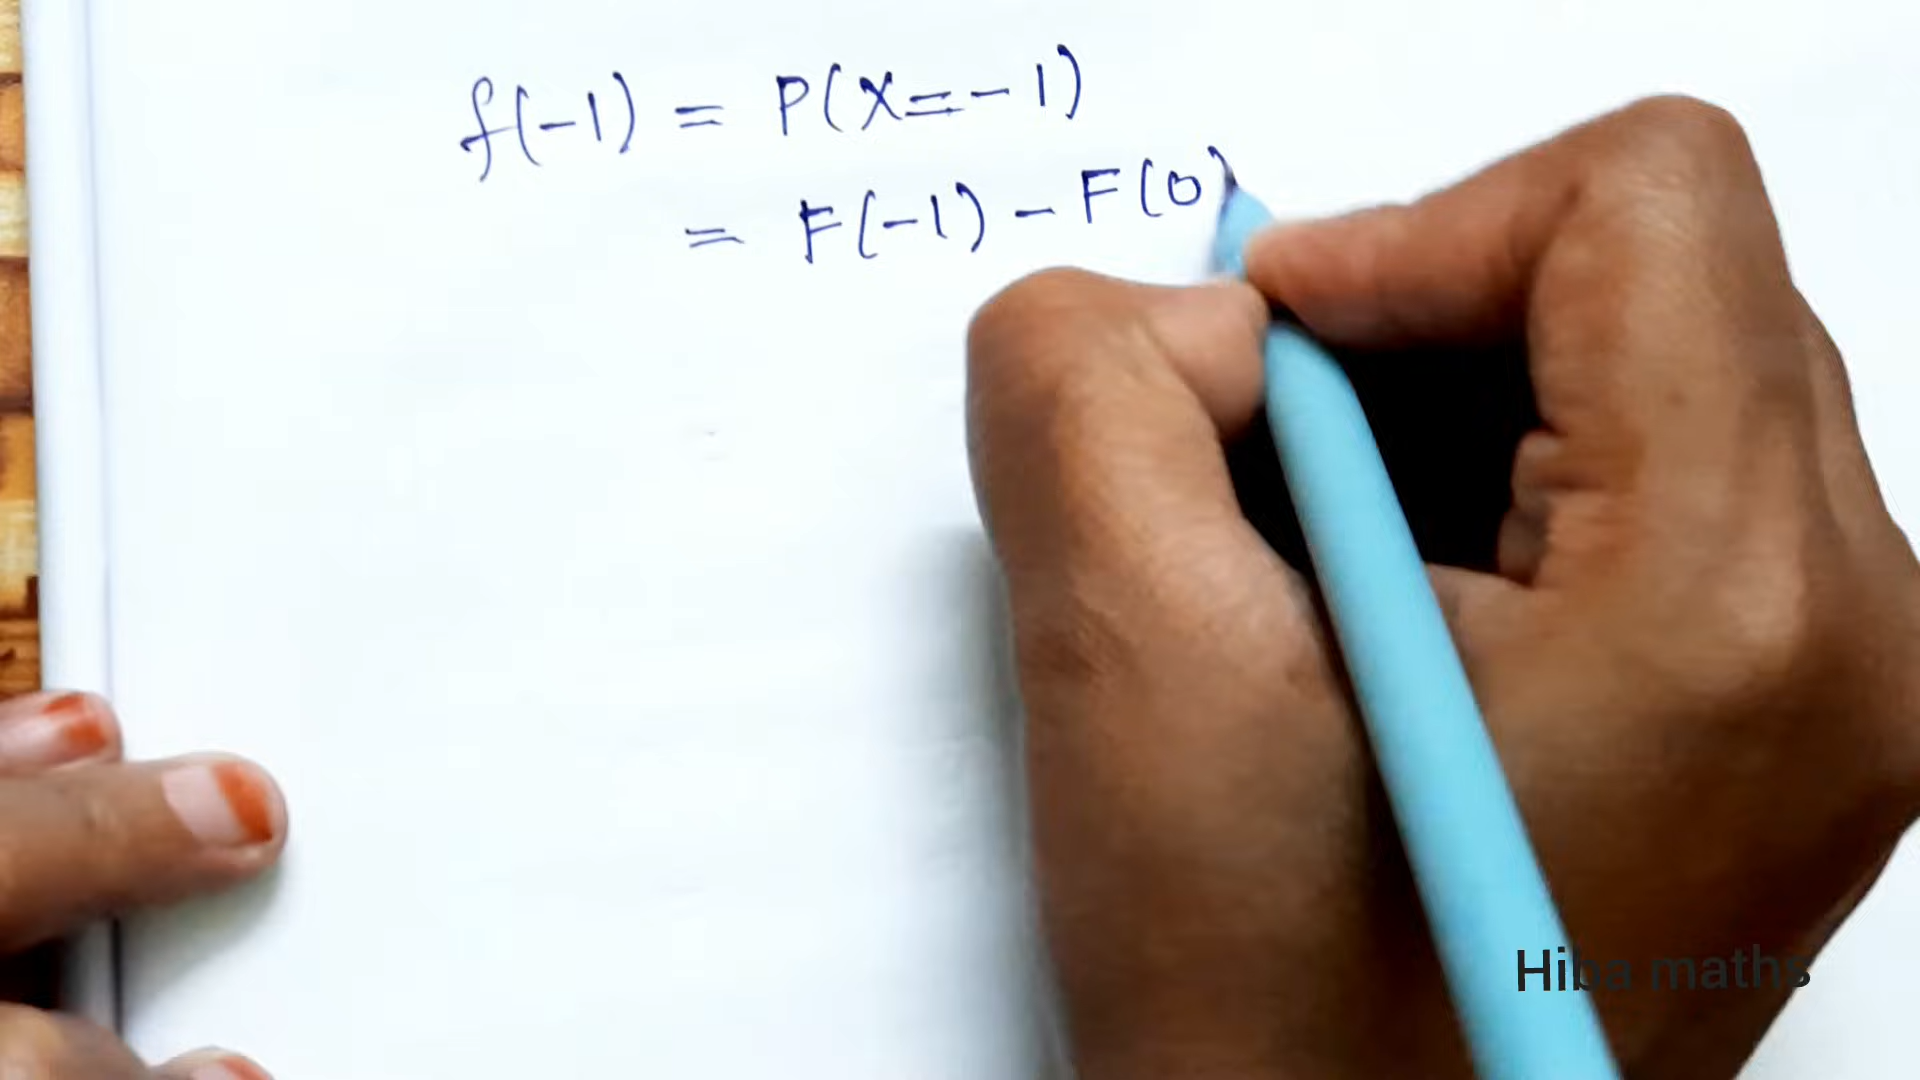 f(-1) = P(X=-1)
= F(-1) - F(0)
Hiba maths